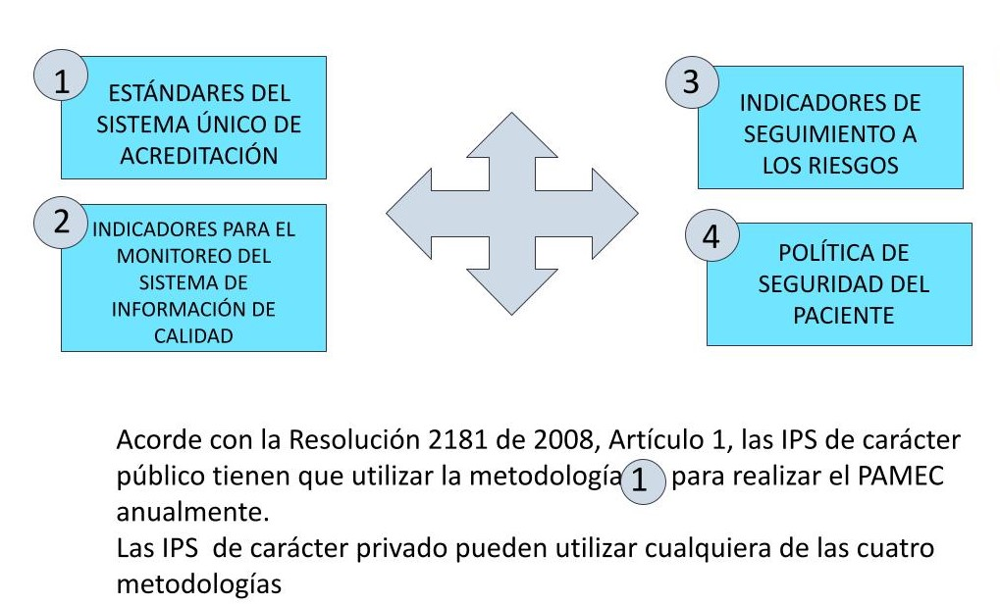 1
ESTÁNDARES DEL
SISTEMA ÚNICO DE
ACREDITACIÓN
2
INDICADORES PARA EL
MONITOREO DEL
SISTEMA DE
INFORMACIÓN DE
CALIDAD
3
INDICADORES DE
SEGUIMIENTO A
LOS RIESGOS
4
POLÍTICA DE
SEGURIDAD DEL
PACIENTE
Acorde con la Resolución 2181 de 2008, Artículo 1, las IPS de carácter
público tienen que utilizar la metodología 1 para realizar el PAMEC
anualmente.
Las IPS de carácter privado pueden utilizar cualquiera de las cuatro
metodologías